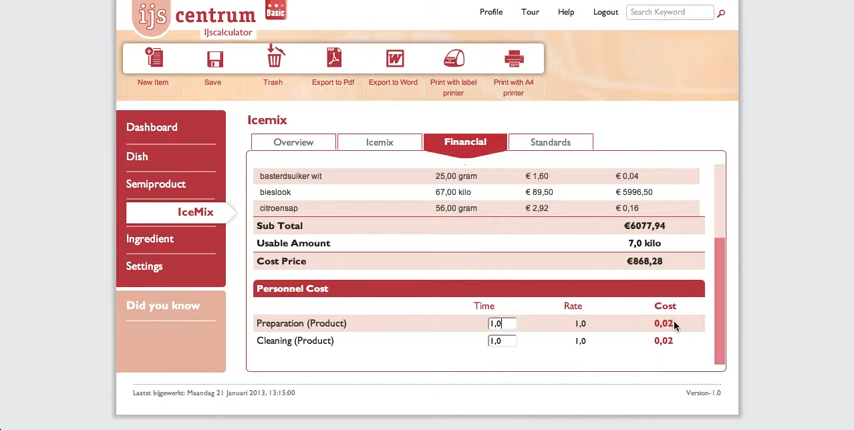 ijs centrum Basic
IJscalculator
Profile Tour Help Logout Search Keyword
New Item Save Trash Export to Pdf Export to Word Print with label printer Print with A4 printer
Dashboard
Dish
Semiproduct
IceMix
Ingredient
Settings
Did you know
Icemix
Overview Icemix Financial Standards
basterdsuiker wit 25,00 gram € 1,60 € 0,04
bieslook 67,00 kilo € 89,50 € 5996,50
citroensap 56,00 gram € 2,92 € 0,16
Sub Total €6077,94
Usable Amount 7,0 kilo
Cost Price €868,28
Personnel Cost
Time Rate Cost
Preparation (Product) 1,0 1,0 0,02
Cleaning (Product) 1,0 1,0 0,02
Laatst bijgewerkt: Maandag 21 Januari 2013, 13:15:00 Version-1.0